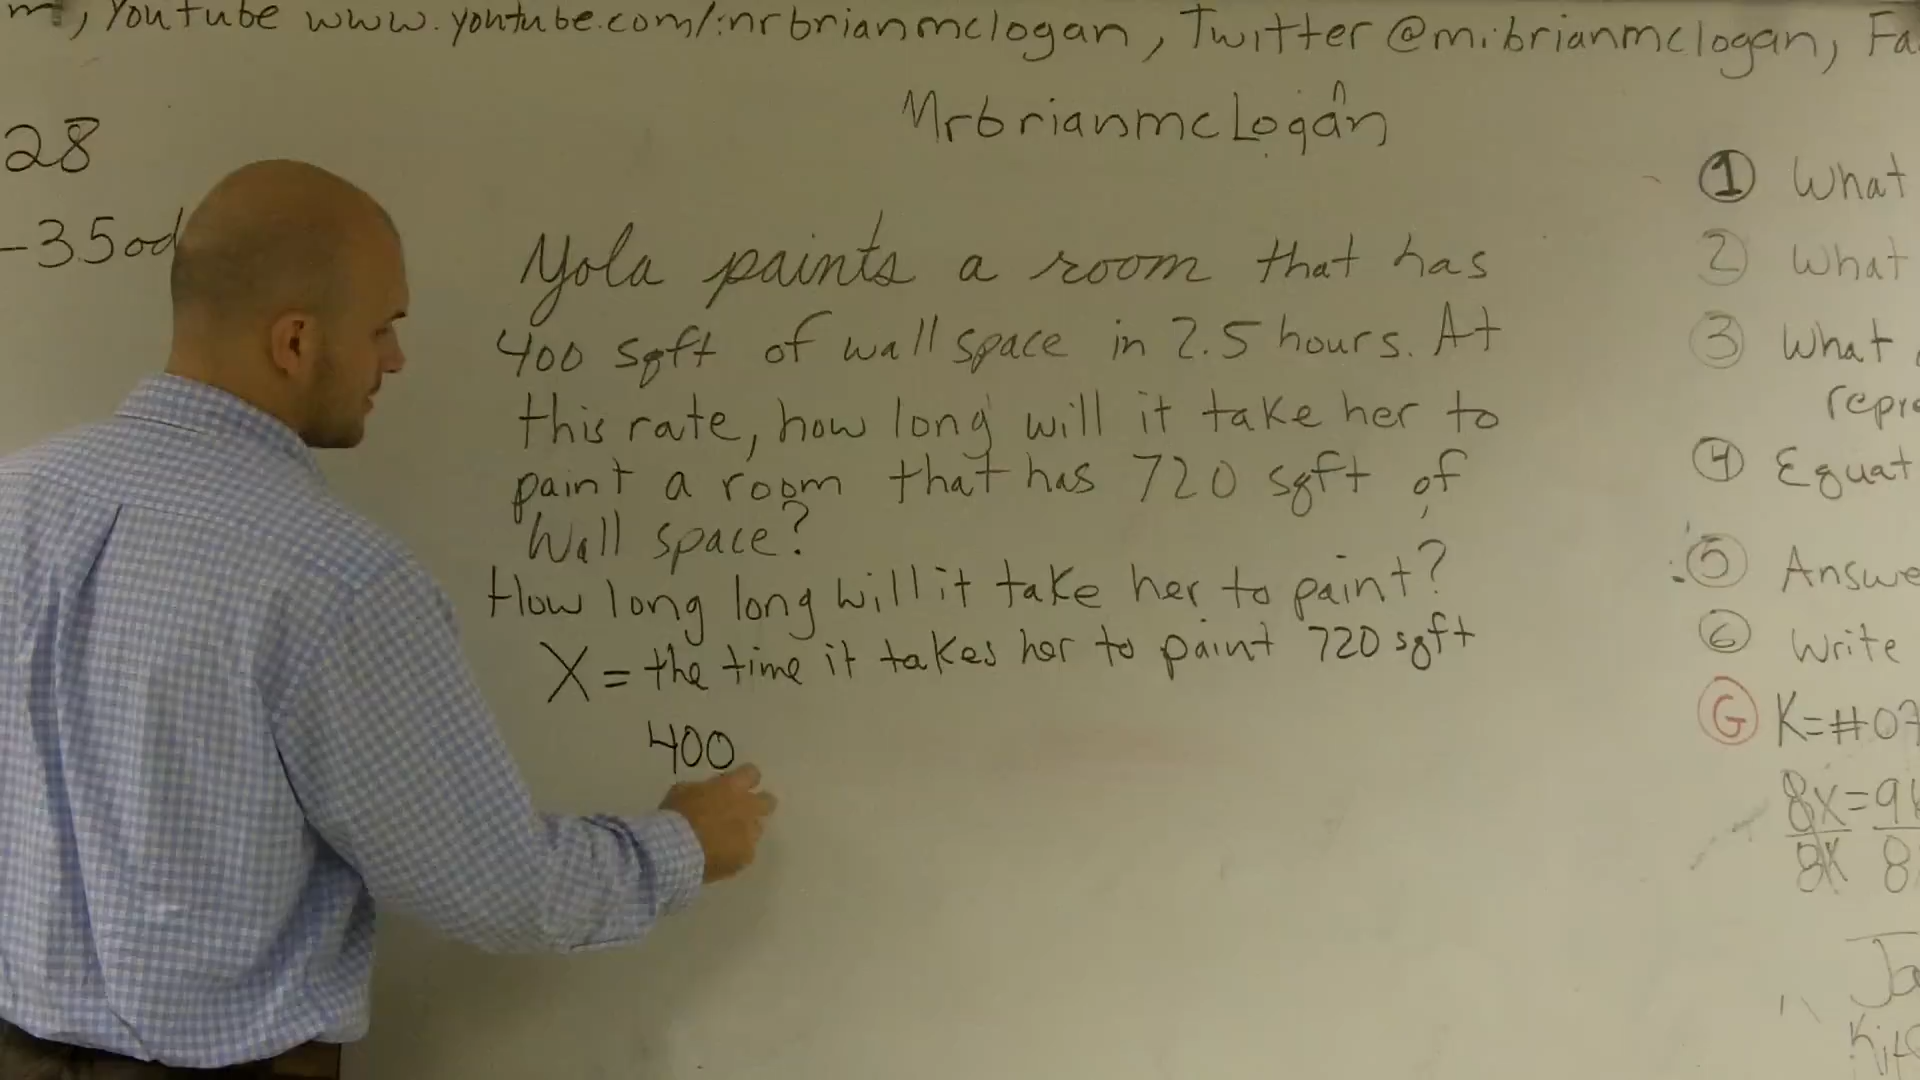 m, Youtube www.youtube.com/mrbrianmclogan, Twitter @mrbrianmclogan, Fa
MrbrianmcLogan
28
-35od
Yola paints a room that has
400 sqft of wall space in 2.5 hours. At
this rate, how long will it take her to
paint a room that has 720 sqft of
Wall space?
How long long will it take her to paint?
X = the time it takes her to paint 720 sqft
400
① What
② What
③ What
repre
④ Equat
⑤ Answe
⑥ Write
G K=#07
8X=9
8X 8
Ja
Kit